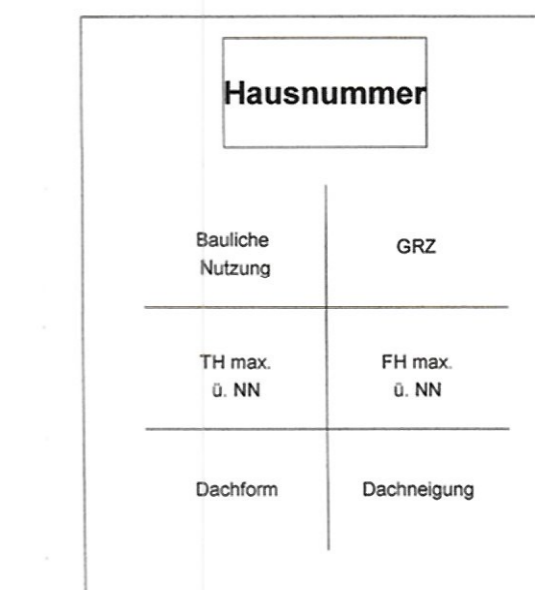 Hausnummer
Bauliche
Nutzung
GRZ
TH max.
ü. NN
FH max.
ü. NN
Dachform
Dachneigung